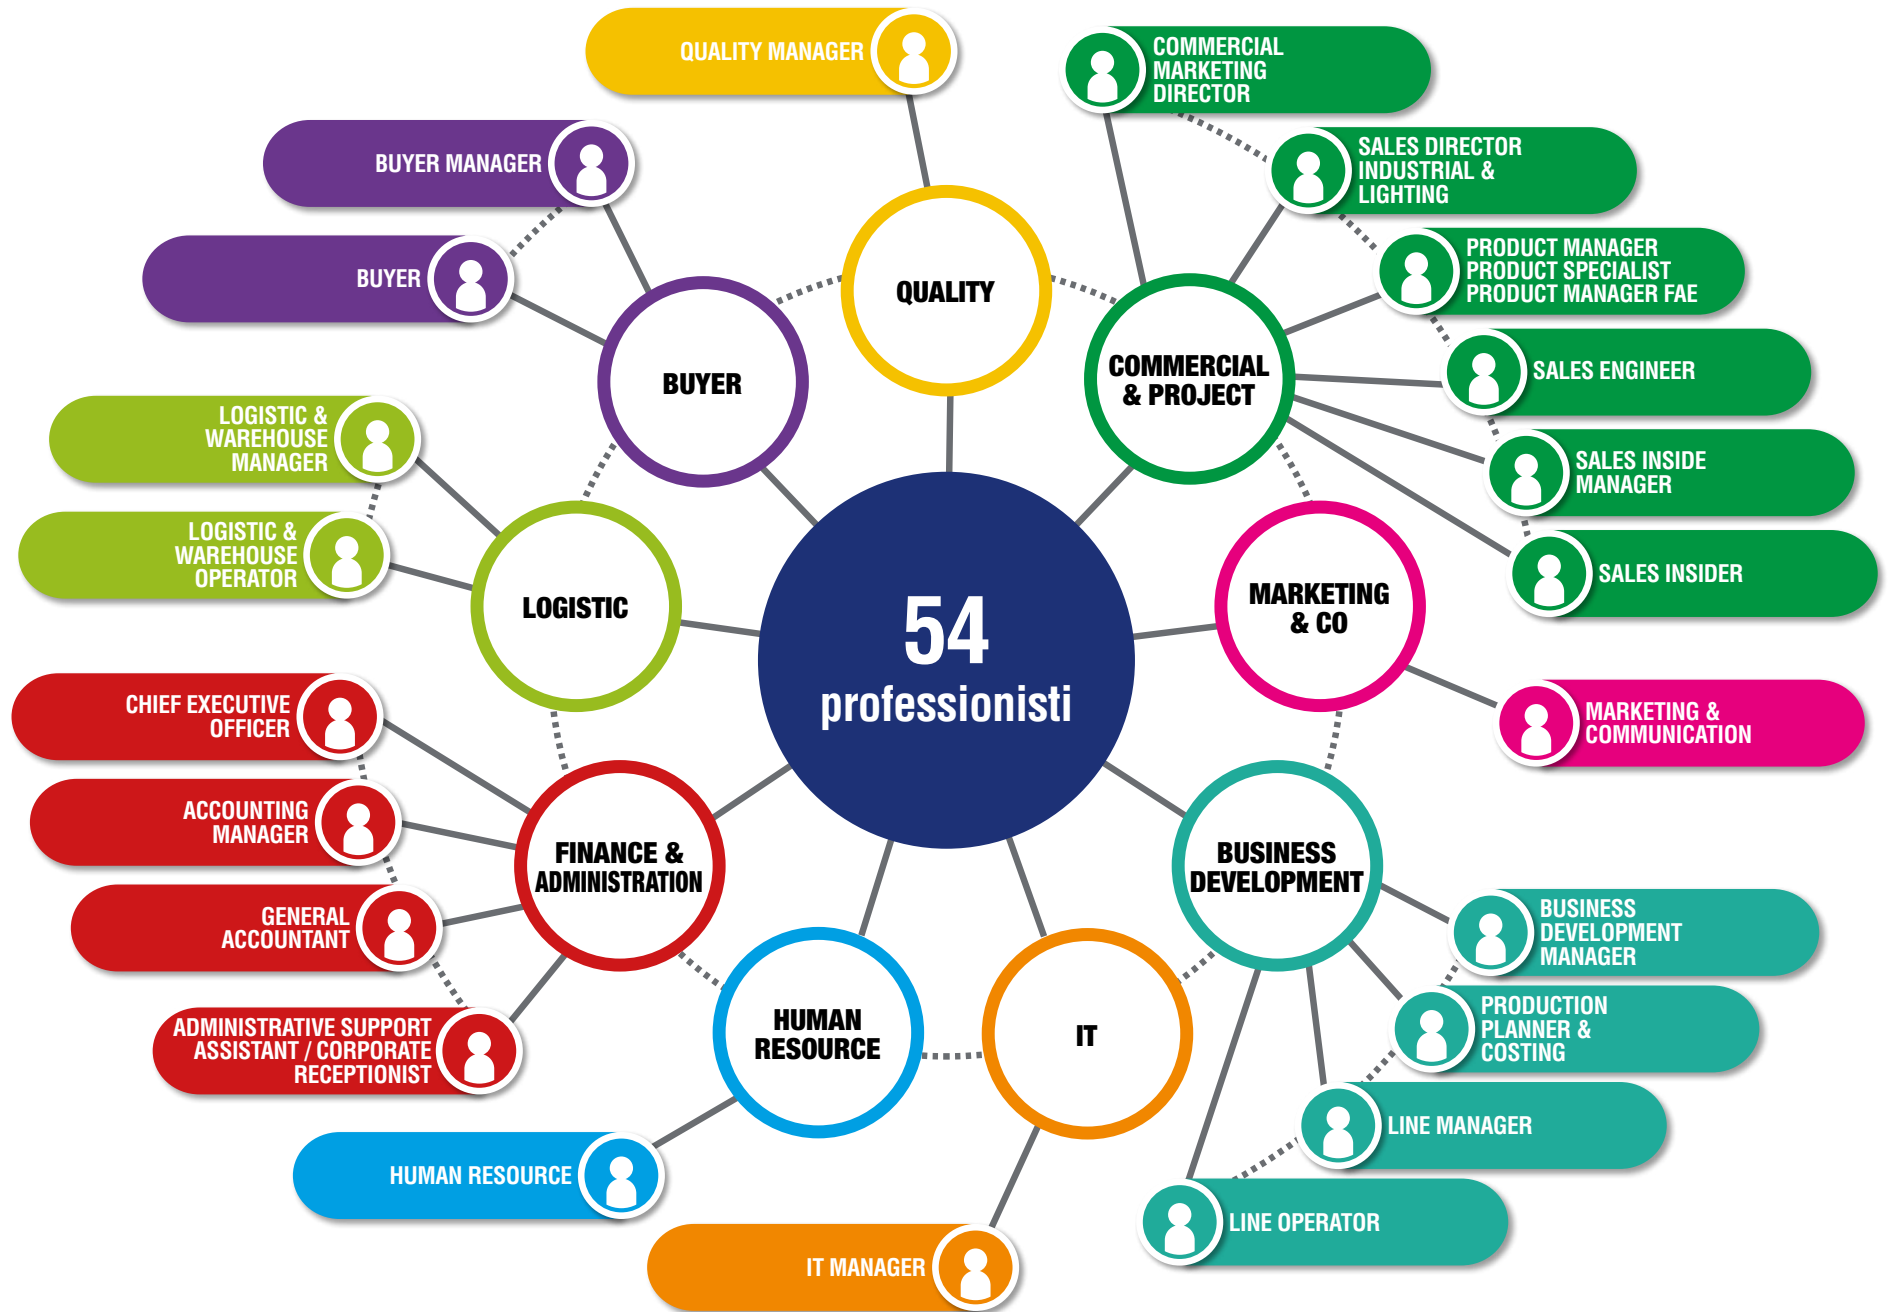 QUALITY MANAGER
COMMERCIAL
MARKETING
DIRECTOR
BUYER MANAGER
SALES DIRECTOR
INDUSTRIAL &
LIGHTING
BUYER
PRODUCT MANAGER
PRODUCT SPECIALIST
PRODUCT MANAGER FAE
QUALITY
BUYER
COMMERCIAL
& PROJECT
SALES ENGINEER
LOGISTIC &
WAREHOUSE
MANAGER
SALES INSIDE
MANAGER
LOGISTIC &
WAREHOUSE
OPERATOR
SALES INSIDER
LOGISTIC
MARKETING
& CO
54
professionisti
CHIEF EXECUTIVE
OFFICER
MARKETING &
COMMUNICATION
ACCOUNTING
MANAGER
FINANCE &
ADMINISTRATION
BUSINESS
DEVELOPMENT
GENERAL
ACCOUNTANT
BUSINESS
DEVELOPMENT
MANAGER
ADMINISTRATIVE SUPPORT
ASSISTANT / CORPORATE
RECEPTIONIST
HUMAN
RESOURCE
IT
PRODUCTION
PLANNER &
COSTING
LINE MANAGER
HUMAN RESOURCE
LINE OPERATOR
IT MANAGER